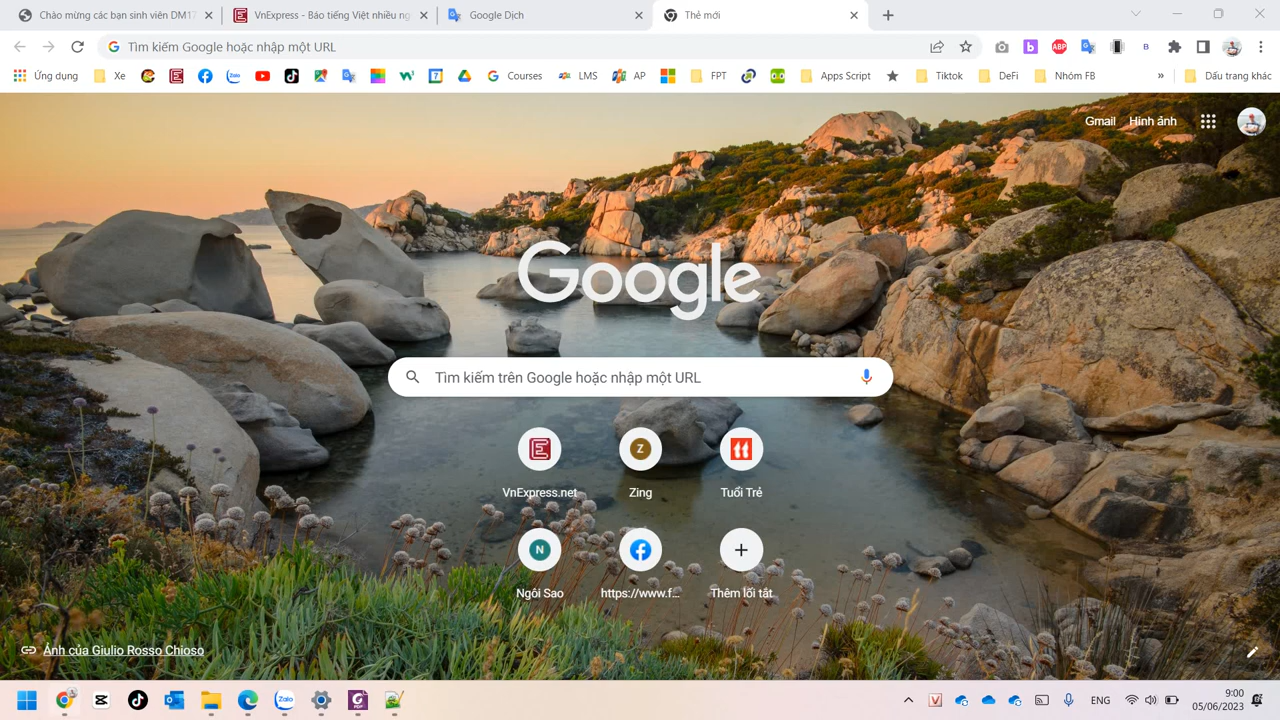 Chào mừng các bạn sinh viên DM17
VnExpress - Báo tiếng Việt nhiều ng
Google Dịch
Thẻ mới
Tìm kiếm Google hoặc nhập một URL
Ứng dụng
Xe
Courses
LMS
AP
FPT
Apps Script
Tiktok
DeFi
Nhóm FB
»
Dấu trang khác
Gmail
Hình ảnh
Google
Tìm kiếm trên Google hoặc nhập một URL
VnExpress.net
Zing
Tuổi Trẻ
Ngôi Sao
https://www.f...
Thêm lối tắt
Ảnh của Giulio Rosso Chioso
ENG
9:00
05/06/2023